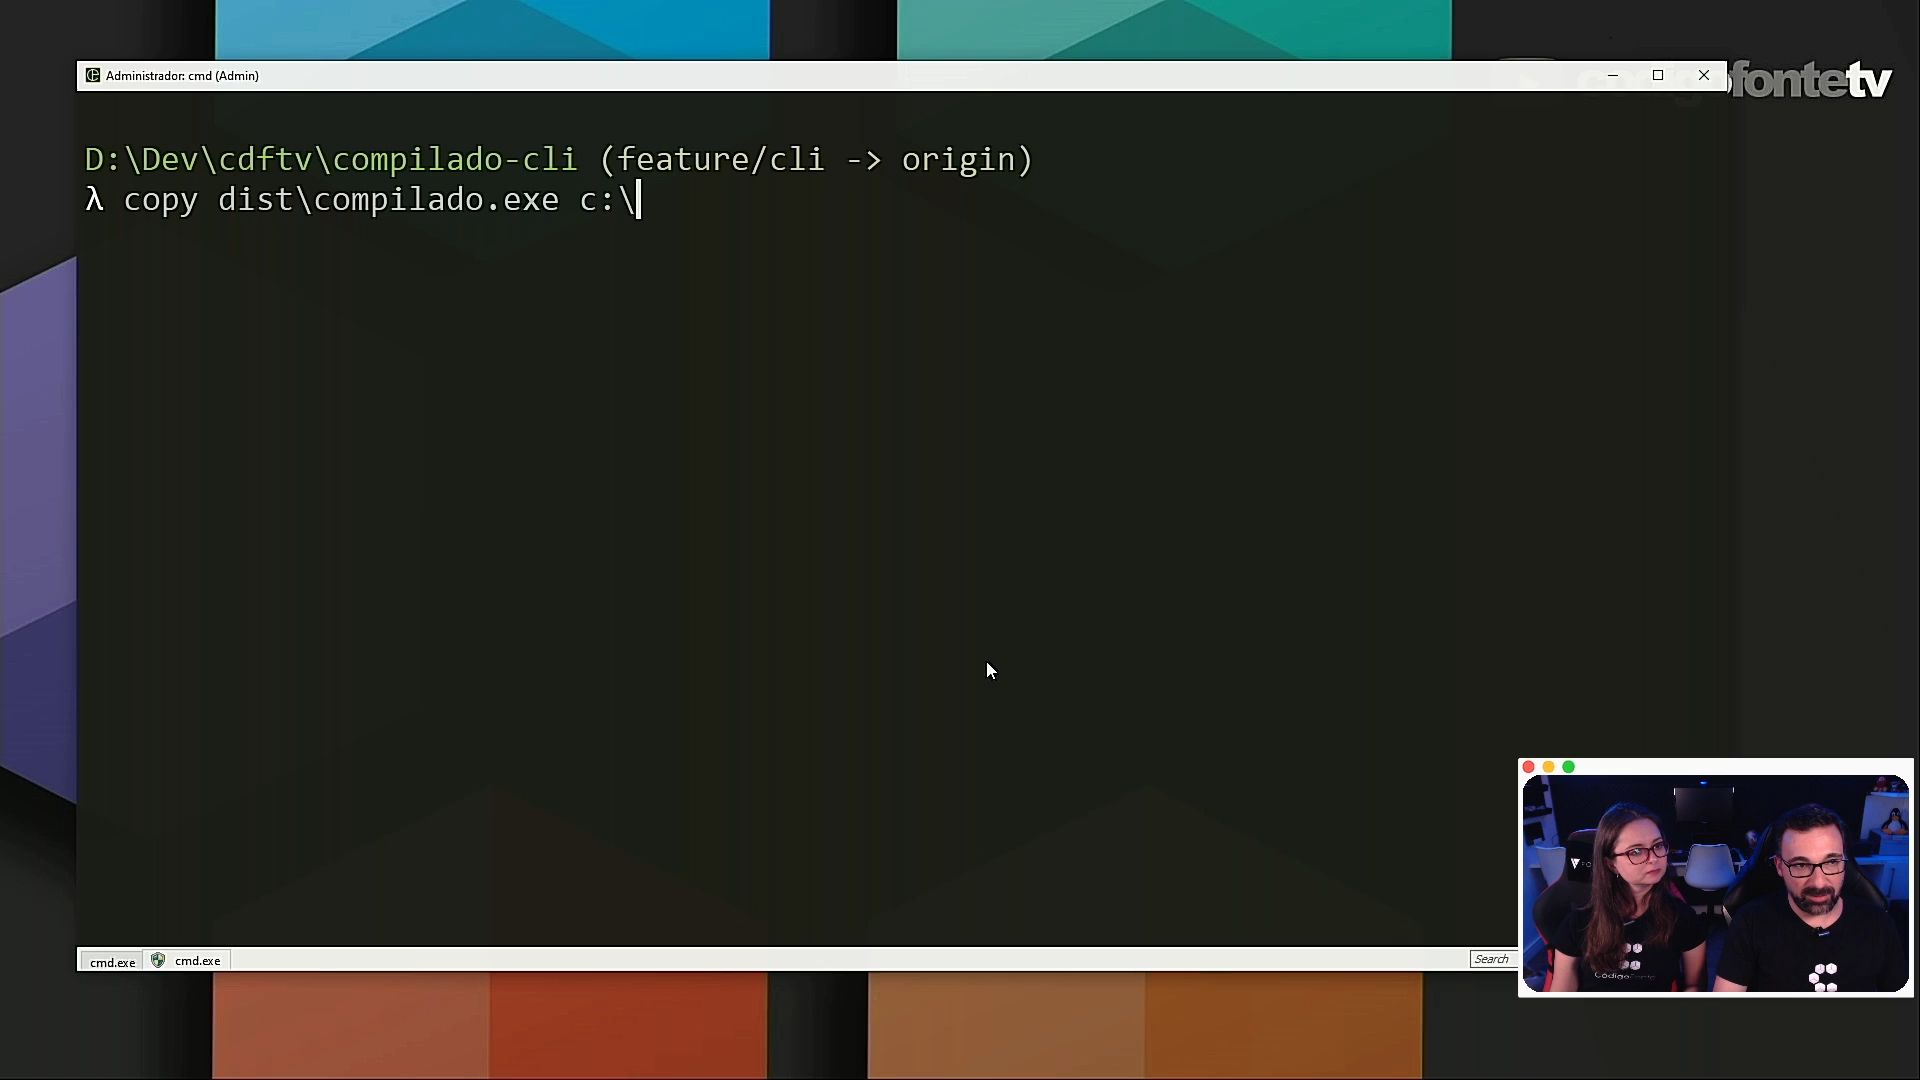 Administrador: cmd (Admin)
fontetv
D:\Dev\cdftv\compilado-cli (feature/cli -> origin)
λ copy dist\compilado.exe c:\
cmd.exe
cmd.exe
Search